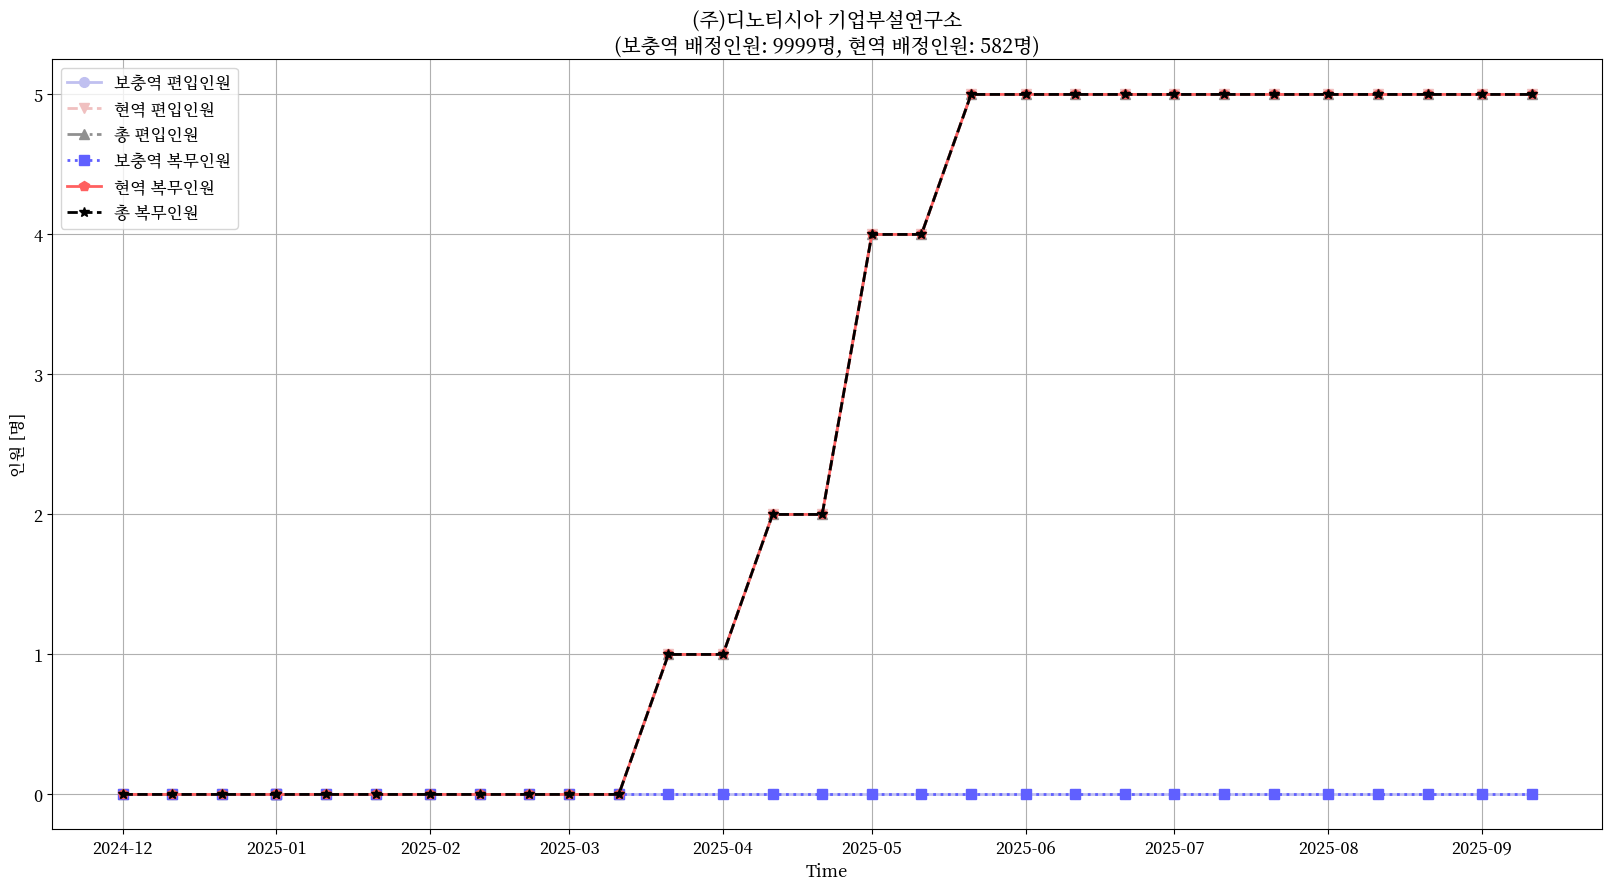 (주)디노티시아 기업부설연구소
(보충역 배정인원: 9999명, 현역 배정인원: 582명)
보충역 편입인원
현역 편입인원
총 편입인원
보충역 복무인원
현역 복무인원
총 복무인원
5
4
3
2
1
0
인원 [명]
2024-12
2025-01
2025-02
2025-03
2025-04
2025-05
2025-06
2025-07
2025-08
2025-09
Time